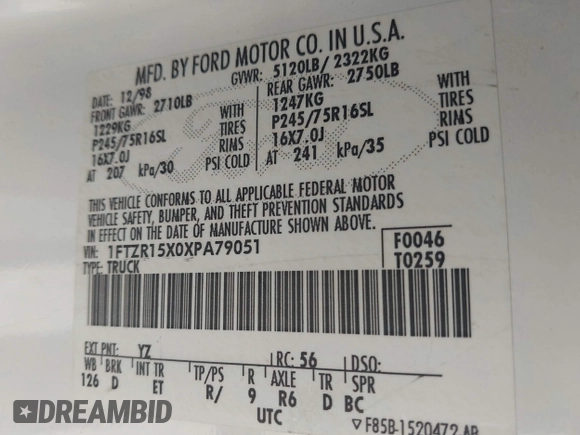 MFD. BY FORD MOTOR CO. IN U.S.A.
DATE: 12/98 GVWR: 5120LB/ 2322KG
FRONT GAWR: 2710LB REAR GAWR: 2750LB
1229KG WITH 1247KG WITH
P245/75R16SL TIRES P245/75R16SL TIRES
16X7.0J RIMS 16X7.0J RIMS
AT 207 kPa/30 PSI COLD AT 241 kPa/35 PSI COLD
THIS VEHICLE CONFORMS TO ALL APPLICABLE FEDERAL MOTOR
VEHICLE SAFETY, BUMPER, AND THEFT PREVENTION STANDARDS
IN EFFECT ON THE DATE OF MANUFACTURE SHOWN ABOVE.
VIN: 1FTZR15X0XPA79051 F0046
TYPE: TRUCK T0259
EXT PNT: YZ RC: 56 DSO:
WB BRK INT TR TP/PS R AXLE TR SPR
126 D ET R/ 9 R6 D BC
UTC
▽ F85B-1520472-AB
DREAMBID